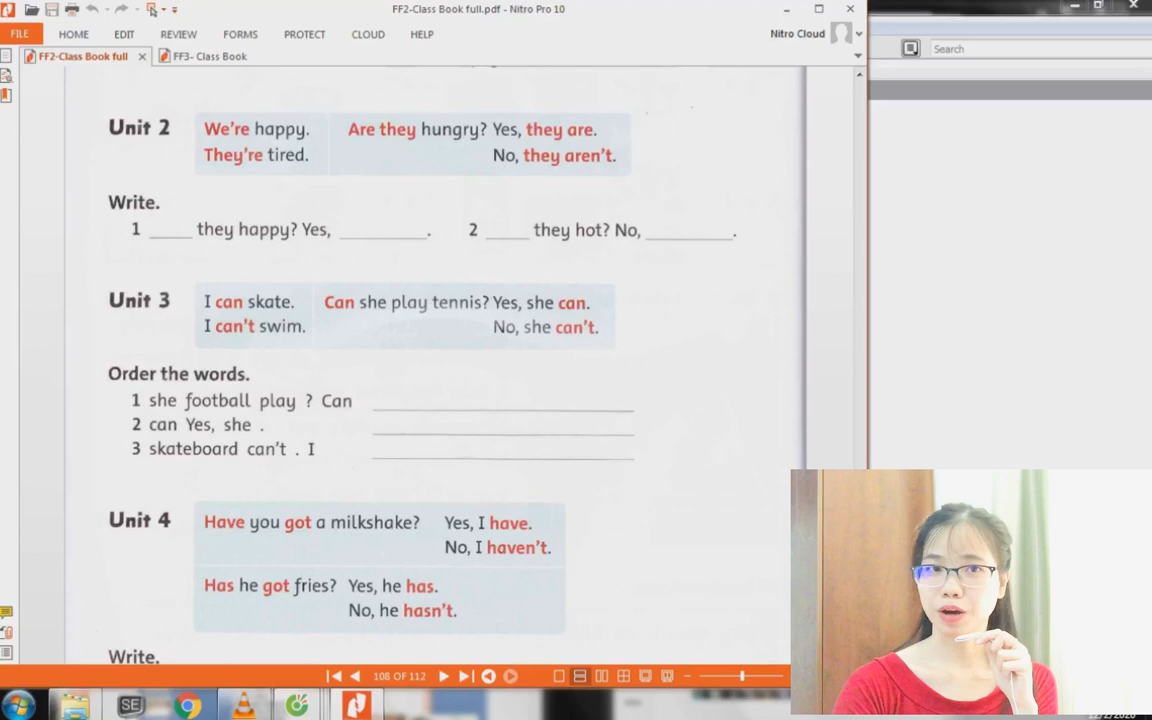 FF2-Class Book full.pdf - Nitro Pro 10
FILE HOME EDIT REVIEW FORMS PROTECT CLOUD HELP
Nitro Cloud
Search
FF2-Class Book full
FF3- Class Book
Unit 2
We're happy.
They're tired.
Are they hungry? Yes, they are.
No, they aren't.
Write.
1 ____ they happy? Yes, ________.
2 ____ they hot? No, ________.
Unit 3
I can skate.
I can't swim.
Can she play tennis? Yes, she can.
No, she can't.
Order the words.
1 she football play ? Can
2 can Yes, she .
3 skateboard can't . I
Unit 4
Have you got a milkshake? Yes, I have.
No, I haven't.
Has he got fries? Yes, he has.
No, he hasn't.
Write.
108 OF 112
SE